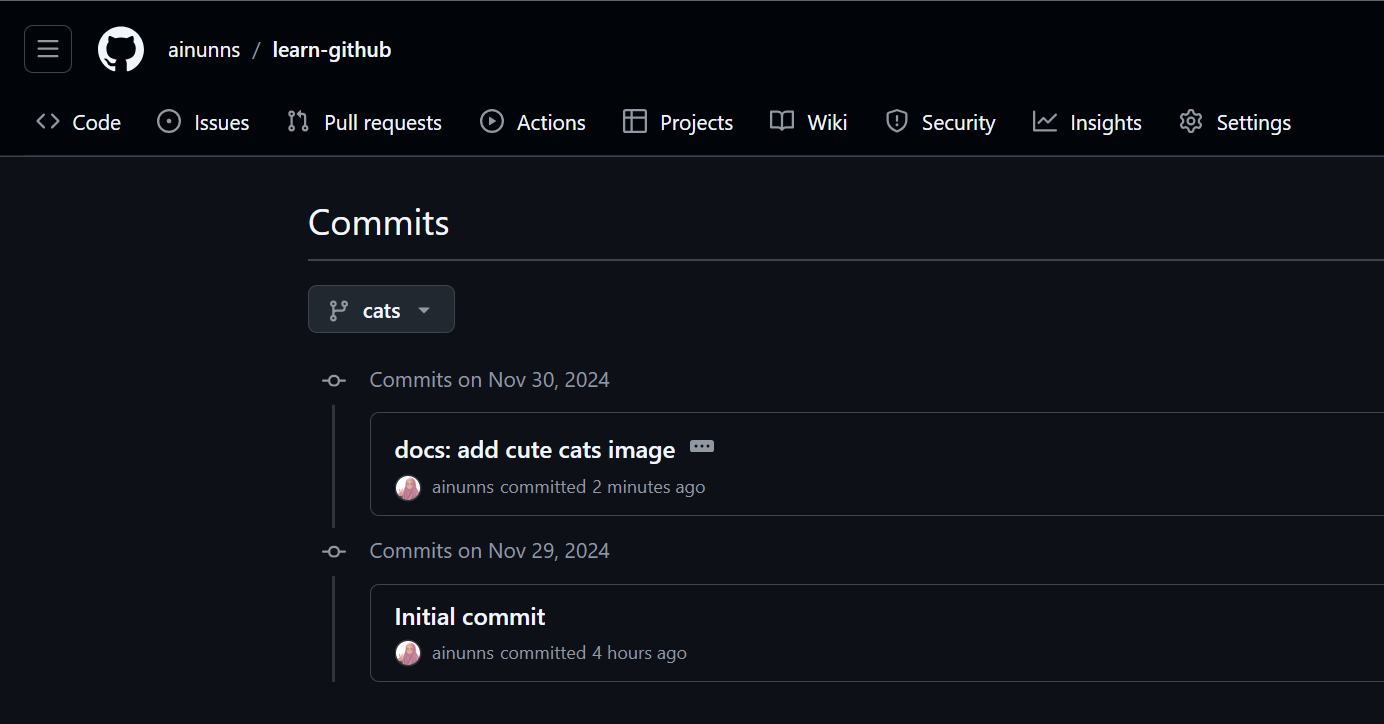 ainunns / learn-github
Code Issues Pull requests Actions Projects Wiki Security Insights Settings
Commits
cats
Commits on Nov 30, 2024
docs: add cute cats image
ainunns committed 2 minutes ago
Commits on Nov 29, 2024
Initial commit
ainunns committed 4 hours ago